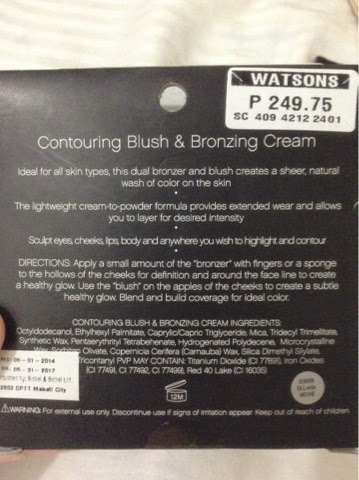 WATSONS
P 249.75
SC 409 4212 2401
Contouring Blush & Bronzing Cream
Ideal for all skin types, this dual bronzer and blush creates a sheer, natural
wash of color on the skin
The lightweight cream-to-powder formula provides extended wear and allows
you to layer for desired intensity
Sculpt eyes, cheeks, lips, body and anywhere you wish to highlight and contour
DIRECTIONS: Apply a small amount of the "bronzer" with fingers or a sponge
to the hollows of the cheeks for definition and around the face line to create
a healthy glow. Use the "blush" on the apples of the cheeks to create a subtle
healthy glow. Blend and build coverage for ideal color.
CONTOURING BLUSH & BRONZING CREAM INGREDIENTS:
Octyldodecanol, Ethylhexyl Palmitate, Caprylic/Capric Triglyceride, Mica, Tridecyl Trimellitate,
Synthetic Wax, Pentaerythrityl Tetrabehenate, Hydrogenated Polydecene, Microcrystalline
Wax, Sorbitan Olivate, Copernicia Cerifera (Carnauba) Wax, Silica Dimethyl Silylate,
Tricontanyl PVP MAY CONTAIN: Titanium Dioxide (CI 77891), Iron Oxides
(CI 77491, CI 77492, CI 77499), Red 40 Lake (CI 16035)
2014
2017
Makati City
12M
WARNING: For external use only. Discontinue use if signs of irritation appear. Keep out of reach of children